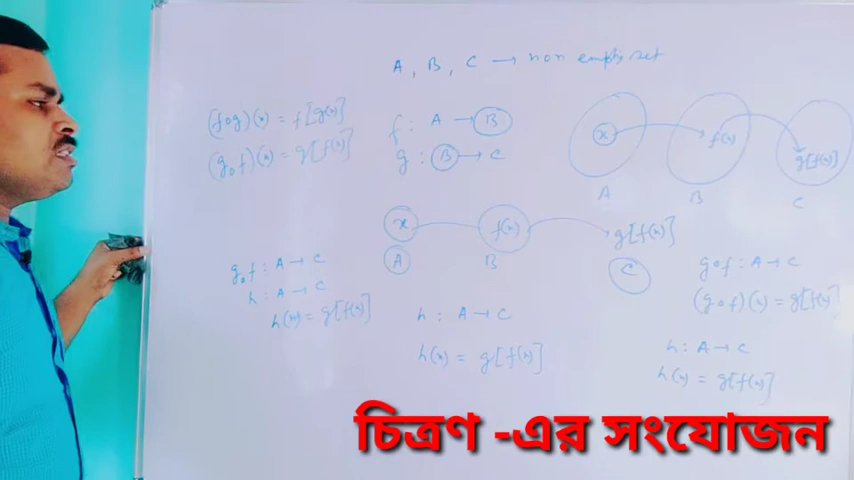 A, B, C → non empty set
(fog)(x) = f[g(x)]
(gof)(x) = g[f(x)]
f : A → B
g : B → C
x f(x) g[f(x)]
A B C
x f(x) g[f(x)]
A B C
gof : A → C
h : A → C
h(x) = g[f(x)]
h : A → C
h(x) = g[f(x)]
gof : A → C
(gof)(x) = g[f(x)]
h : A → C
h(x) = g[f(x)]
চিত্রণ -এর সংযোজন